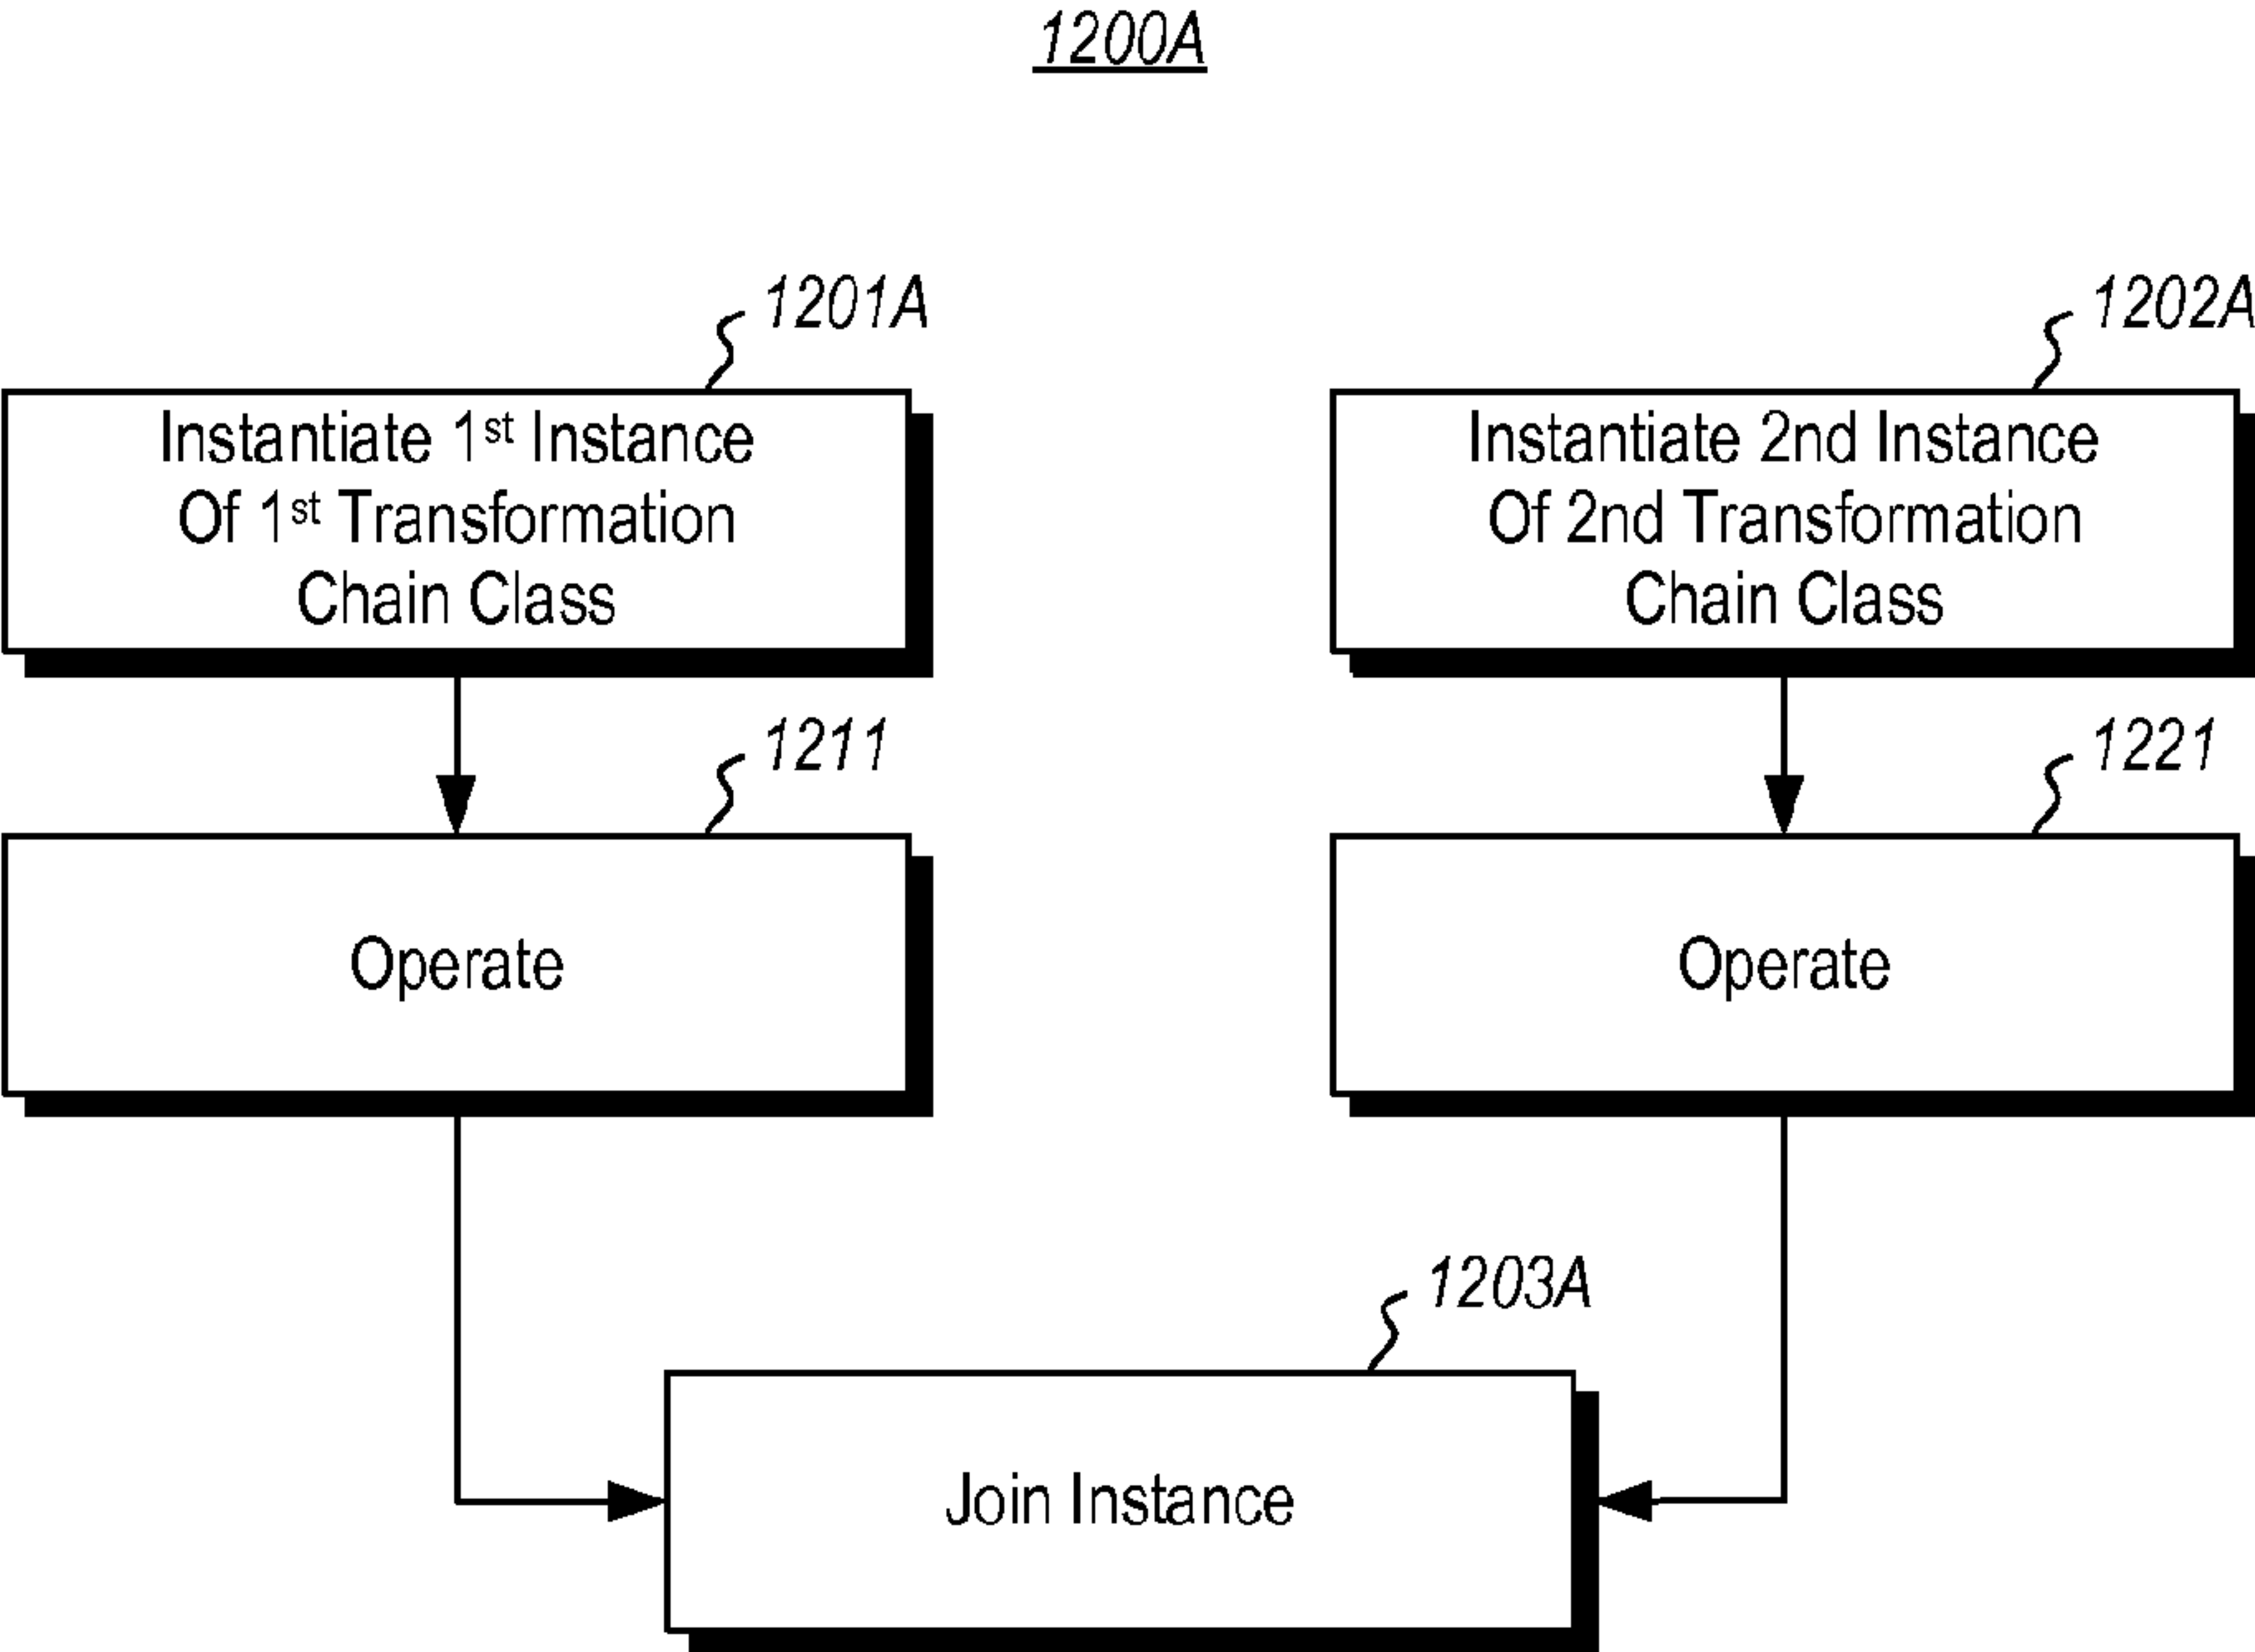 1200A
1201A
Instantiate 1st Instance
Of 1st Transformation
Chain Class
1202A
Instantiate 2nd Instance
Of 2nd Transformation
Chain Class
1211
Operate
1221
Operate
1203A
Join Instance